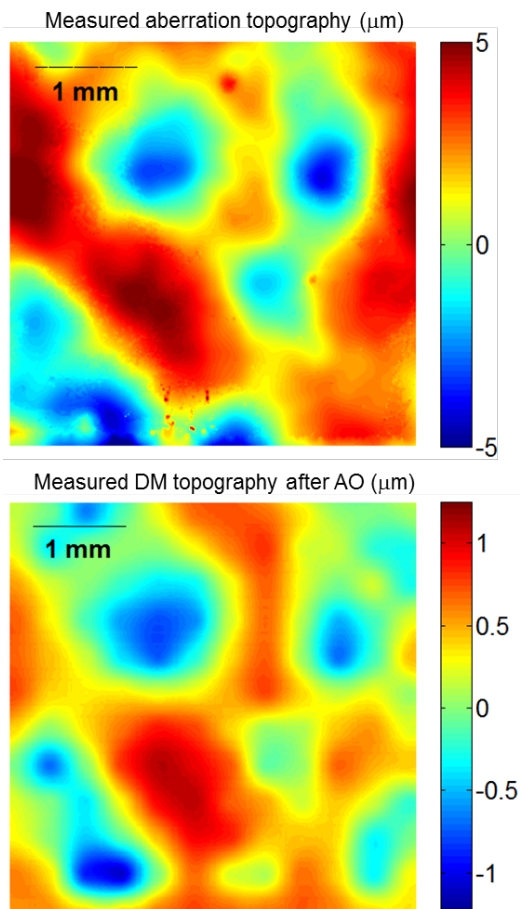 Measured aberration topography (μm)
1 mm
5
0
-5
Measured DM topography after AO (μm)
1 mm
1
0.5
0
-0.5
-1